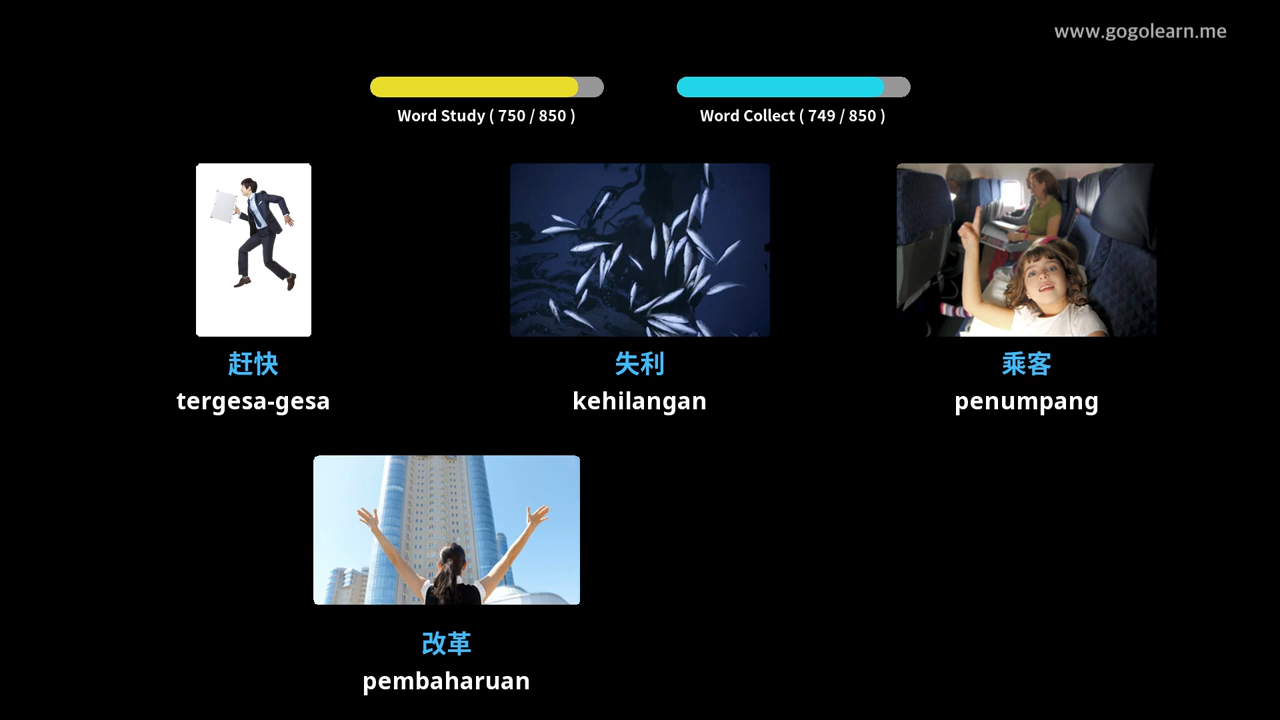 www.gogolearn.me
Word Study ( 750 / 850 )
Word Collect ( 749 / 850 )
赶快
tergesa-gesa
失利
kehilangan
乘客
penumpang
改革
pembaharuan